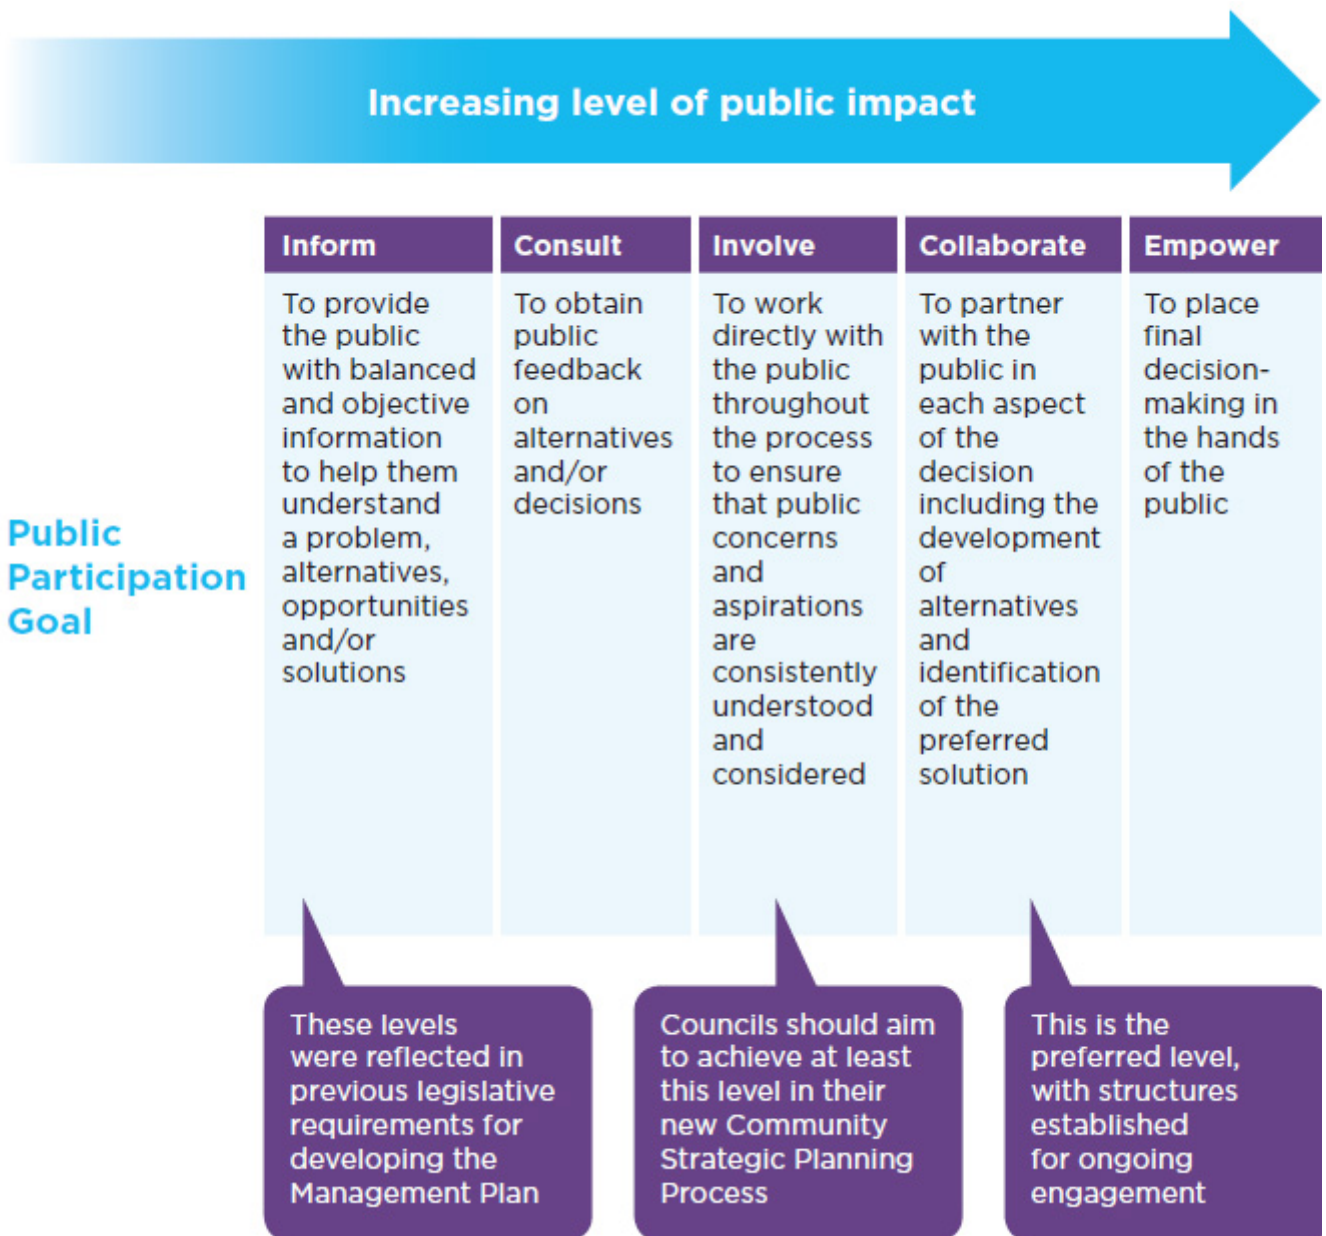 Increasing level of public impact
Inform
To provide
the public
with balanced
and objective
information
to help them
understand
a problem,
alternatives,
opportunities
and/or
solutions
Consult
To obtain
public
feedback
on
alternatives
and/or
decisions
Involve
To work
directly with
the public
throughout
the process
to ensure
that public
concerns
and
aspirations
are
consistently
understood
and
considered
Collaborate
To partner
with the
public in
each aspect
of the
decision
including the
development
of
alternatives
and
identification
of the
preferred
solution
Empower
To place
final
decision-
making in
the hands
of the
public
Public
Participation
Goal
These levels
were reflected in
previous legislative
requirements for
developing the
Management Plan
Councils should aim
to achieve at least
this level in their
new Community
Strategic Planning
Process
This is the
preferred level,
with structures
established
for ongoing
engagement